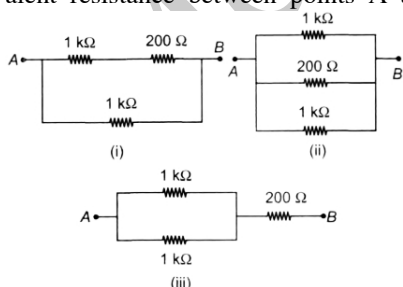 valent resistance between points A
1 kΩ 200 Ω
A B
1 kΩ
(i)
1 kΩ
A B
200 Ω
1 kΩ
(ii)
1 kΩ
200 Ω
A B
1 kΩ
(iii)